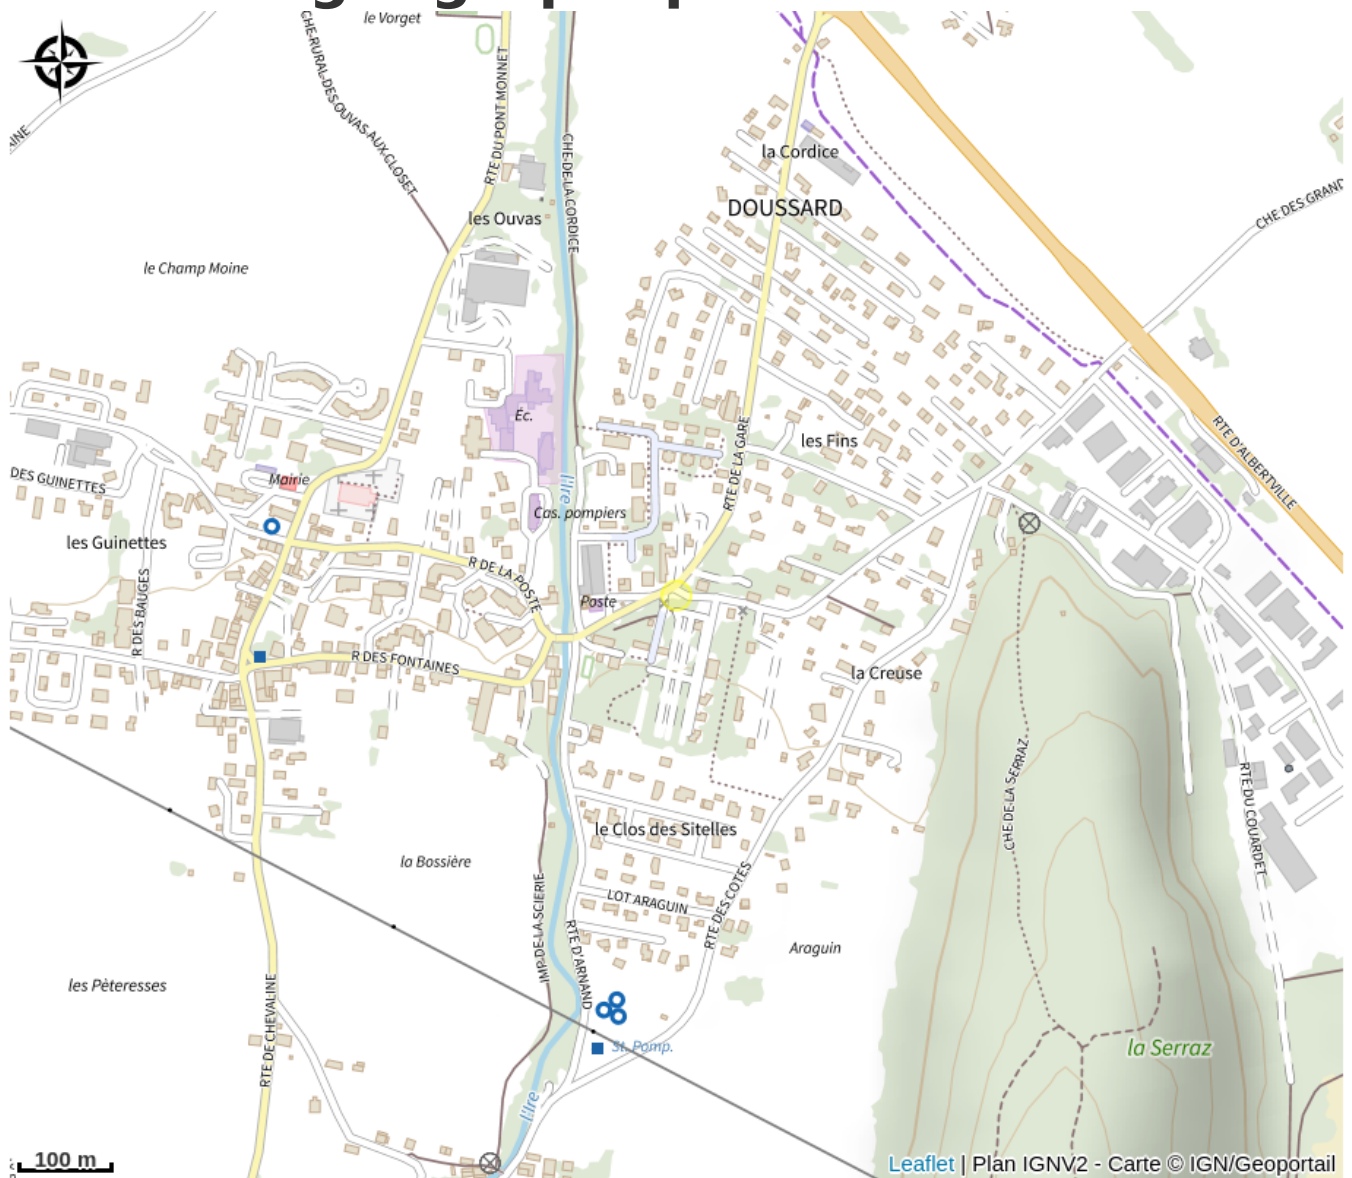 le Vorget
CHE-RURAL-DES-OUVAS-AUX-CLOSET
RTE DU PONT MONNET
AINE
CHE-DE-LA-CORDICE
la Cordice
DOUSSARD
les Ouvas
CHE DES GRAND
le Champ Moine
Éc.
les Fins
RTE DE LA GARE
RTE D'ALBERTVILLE
DES GUINETTES
Mairie
l'Ire
Cas. pompiers
les Guinettes
R DES BAUGES
R DE LA POSTE
Poste
R DES FONTAINES
la Creuse
CHE-DE-LA-SERRAZ
RTE-DU COUARDET
le Clos des Sitelles
la Bossière
LOT ARAGUIN
RTE DES COTES
IMP-DE-LA-SCIERIE
RTE D'ARNAND
Araguin
les Pèteresses
RTE DE CHEVALINE
St. Pomp.
la Serraz
l'Ire
100 m
Leaflet | Plan IGNV2 - Carte © IGN/Geoportail